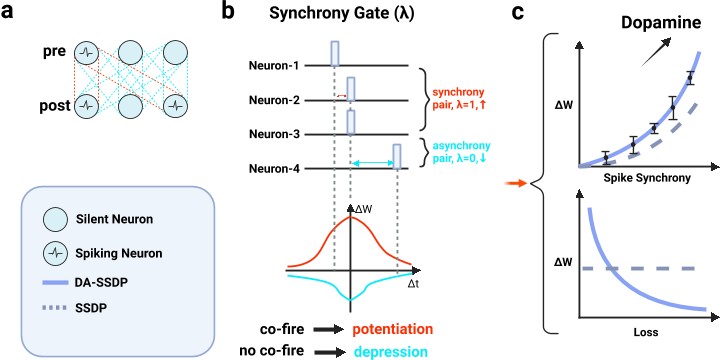 a
pre
post
Silent Neuron
Spiking Neuron
DA-SSDP
SSDP
b
Synchrony Gate (λ)
Neuron-1
Neuron-2
Neuron-3
Neuron-4
synchrony
pair, λ=1,↑
asynchrony
pair, λ=0,↓
ΔW
Δt
co-fire → potentiation
no co-fire → depression
c
Dopamine
ΔW
Spike Synchrony
ΔW
Loss